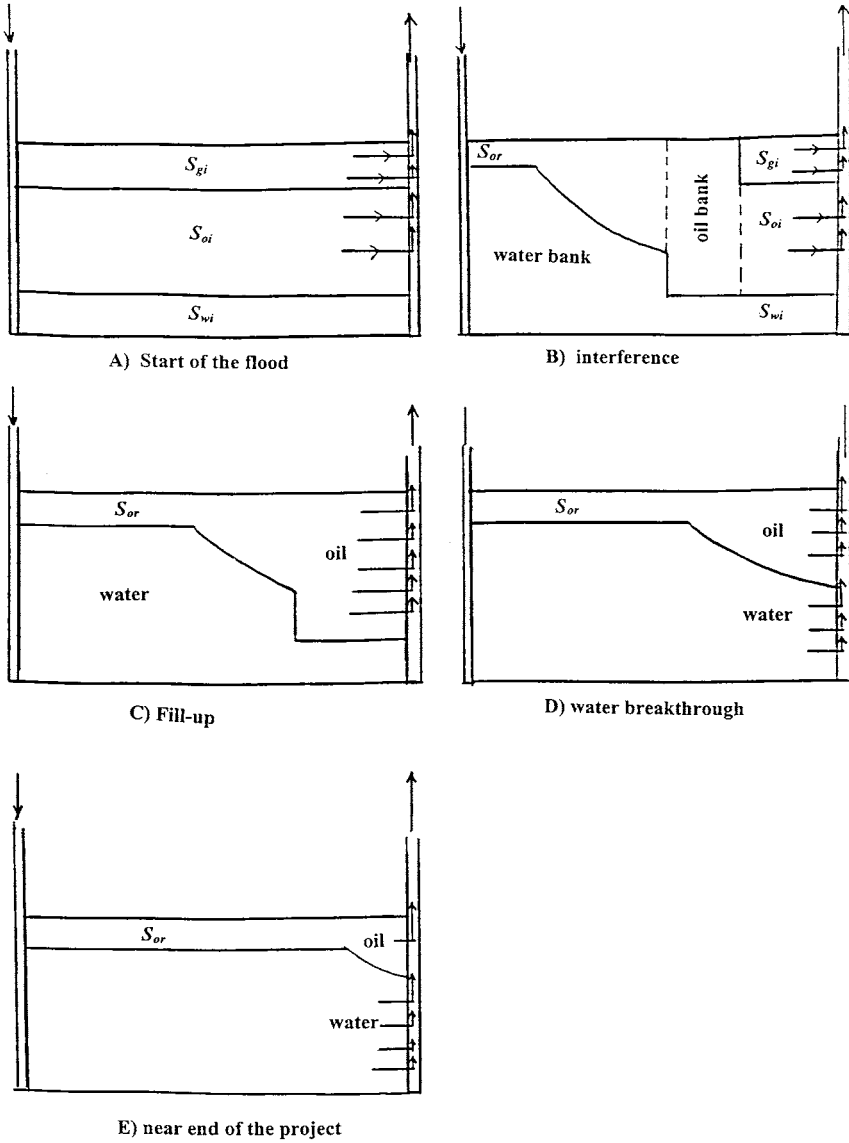 S_gi
S_oi
S_wi
A) Start of the flood
S_or
water bank
oil bank
S_gi
S_oi
S_wi
B) interference
S_or
oil
water
C) Fill-up
S_or
oil
water
D) water breakthrough
S_or
oil
water
E) near end of the project